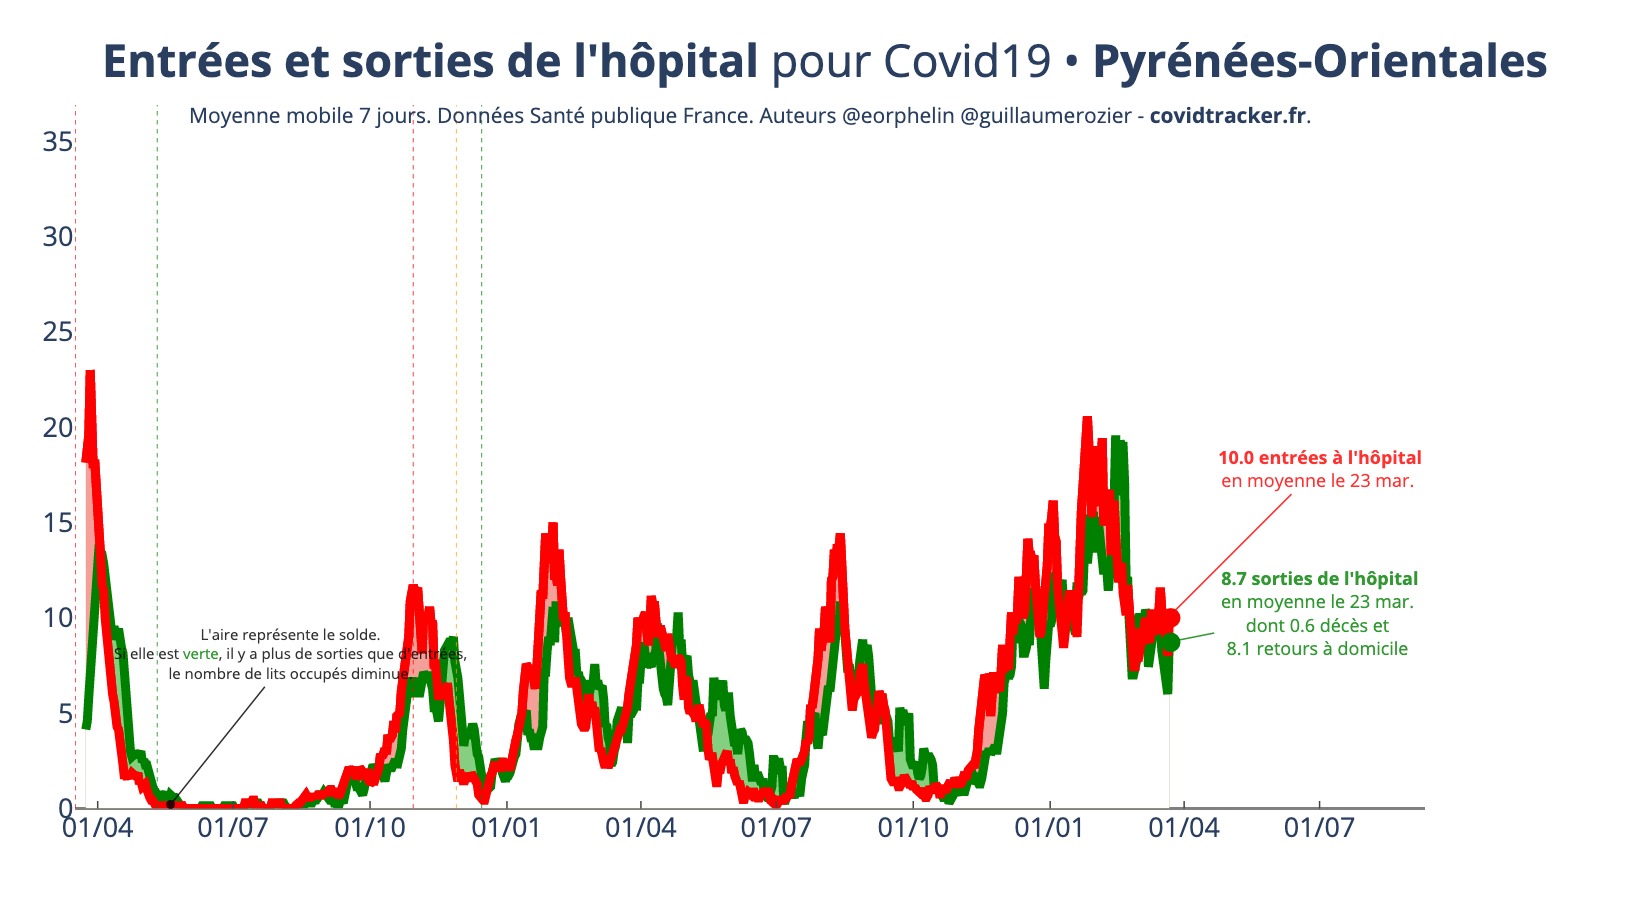 Entrées et sorties de l'hôpital pour Covid19 • Pyrénées-Orientales
Moyenne mobile 7 jours. Données Santé publique France. Auteurs @eorphelin @guillaumerozier - covidtracker.fr.
35
30
25
20
15
10
5
0
10.0 entrées à l'hôpital
en moyenne le 23 mar.
8.7 sorties de l'hôpital
en moyenne le 23 mar.
dont 0.6 décès et
8.1 retours à domicile
L'aire représente le solde.
Si elle est verte, il y a plus de sorties que d'entrées,
le nombre de lits occupés diminue.
01/04 01/07 01/10 01/01 01/04 01/07 01/10 01/01 01/04 01/07